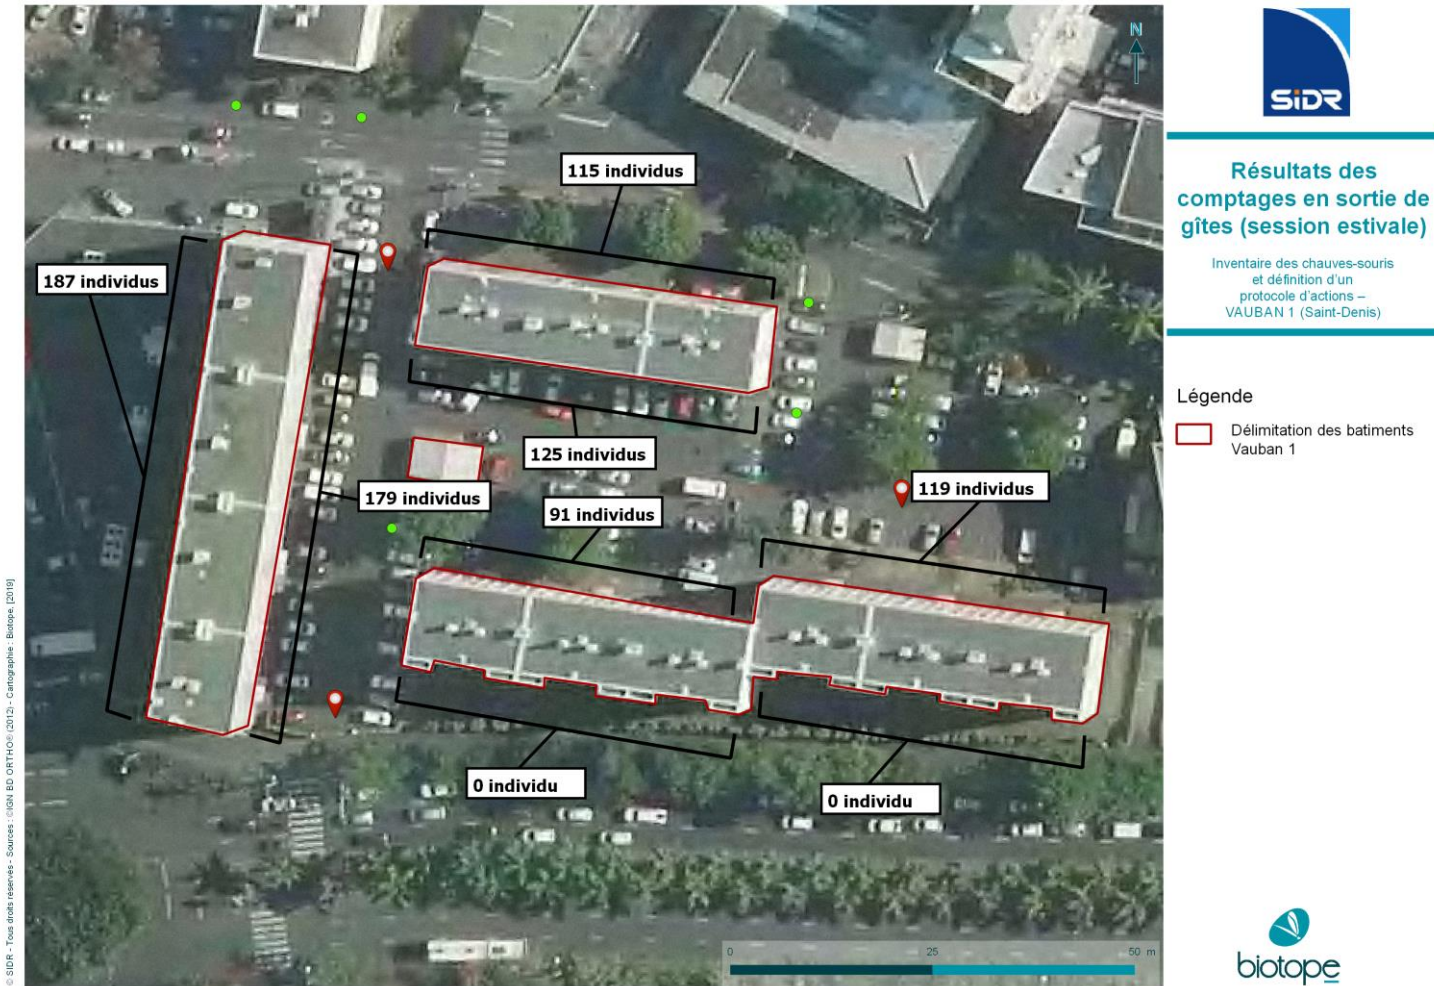 N
115 individus
187 individus
125 individus
179 individus
91 individus
119 individus
0 individu
0 individu
0 25 50 m
© SIDR - Tous droits réservés - Sources : ©IGN BD ORTHO® (2012) - Cartographie : Biotope, [2019]
SiDR
Résultats des
comptages en sortie de
gîtes (session estivale)
Inventaire des chauves-souris
et définition d'un
protocole d'actions –
VAUBAN 1 (Saint-Denis)
Légende
Délimitation des batiments
Vauban 1
biotope